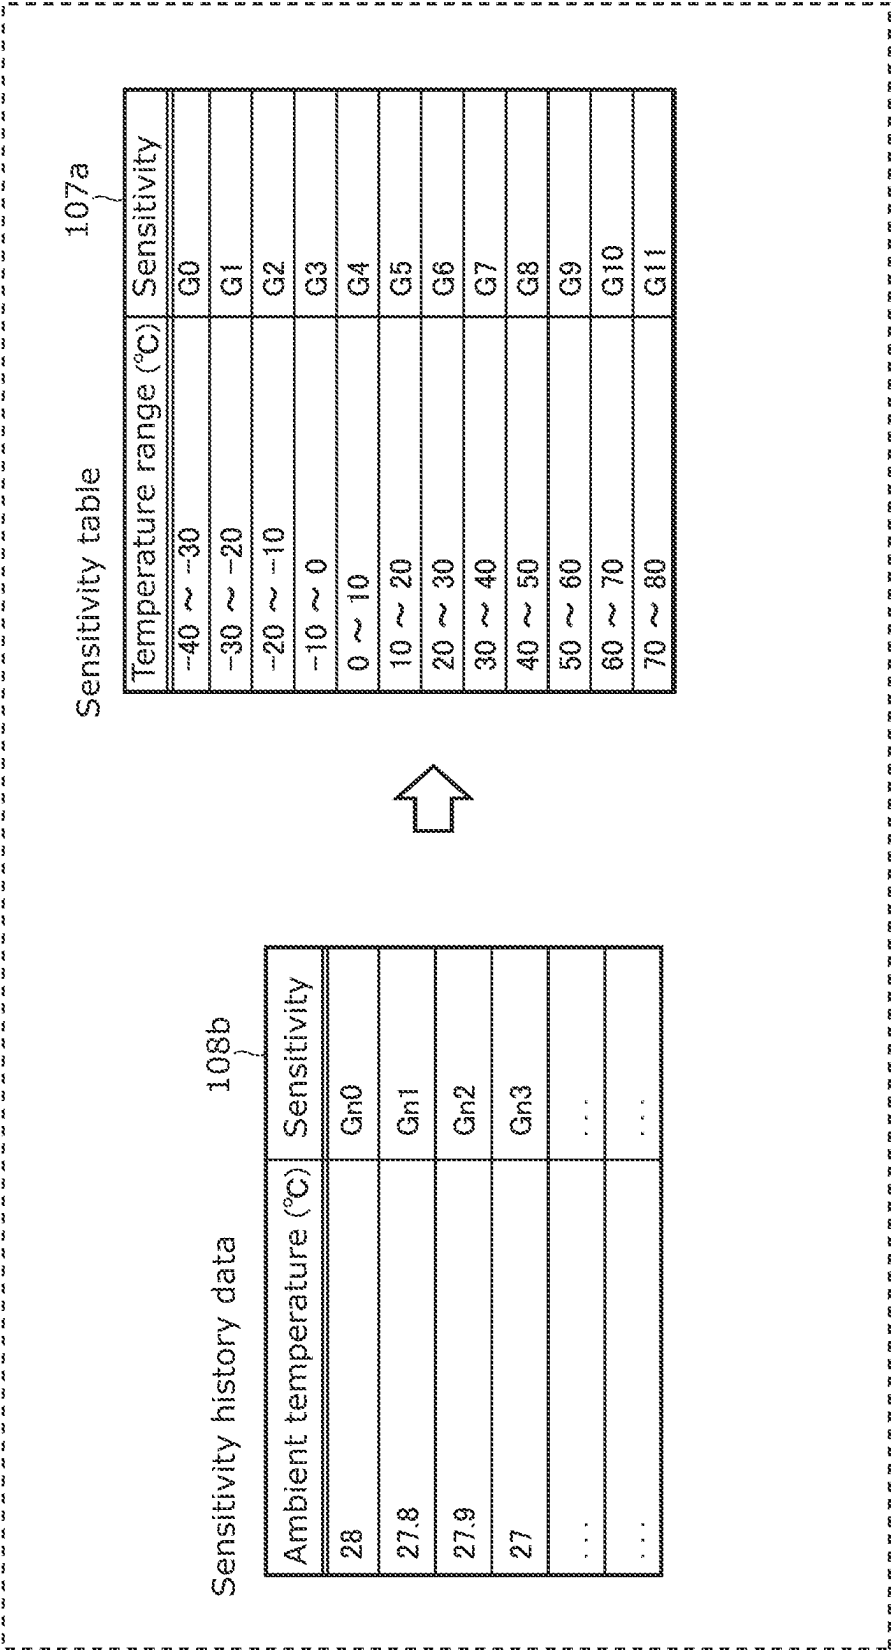 Sensitivity history data
108b
Ambient temperature (°C) Sensitivity
28 Gn0
27.8 Gn1
27.9 Gn2
27 Gn3
... ...
... ...
Sensitivity table
107a
Temperature range (°C) Sensitivity
-40 ~ -30 G0
-30 ~ -20 G1
-20 ~ -10 G2
-10 ~ 0 G3
0 ~ 10 G4
10 ~ 20 G5
20 ~ 30 G6
30 ~ 40 G7
40 ~ 50 G8
50 ~ 60 G9
60 ~ 70 G10
70 ~ 80 G11